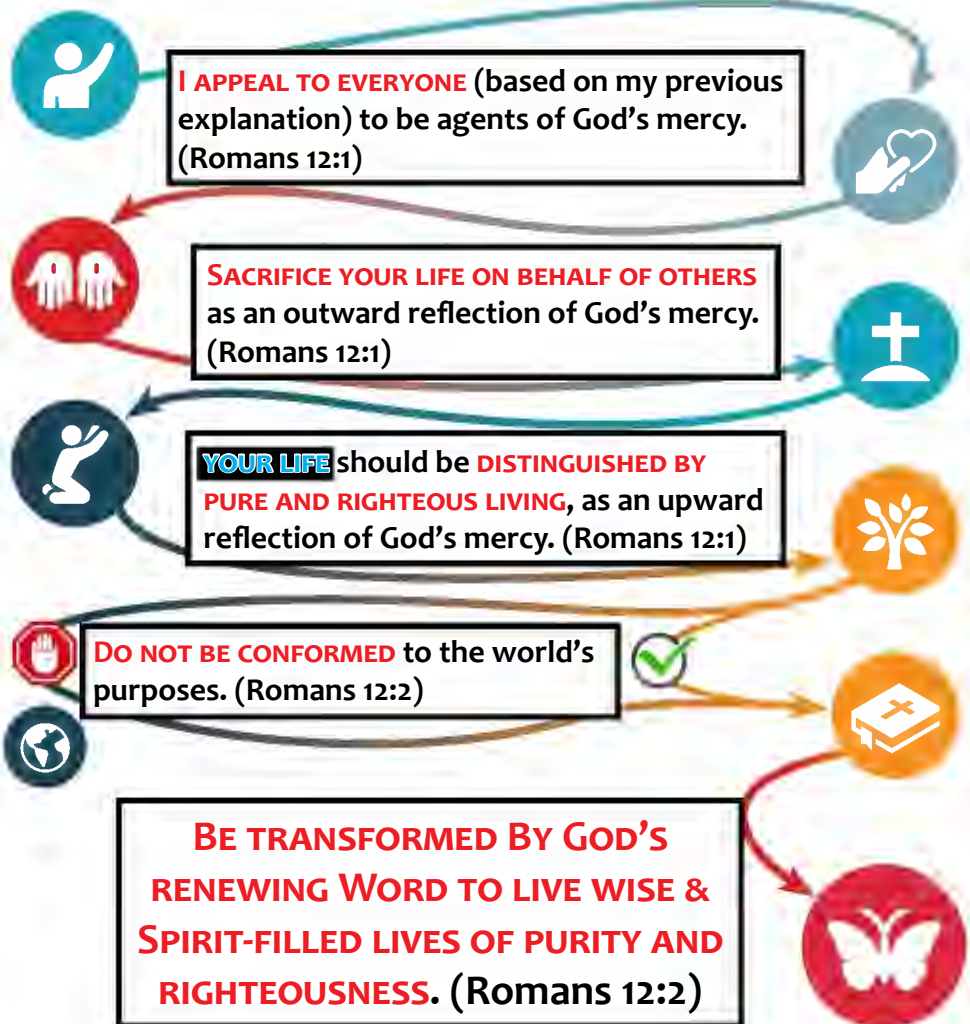 I APPEAL TO EVERYONE (based on my previous
explanation) to be agents of God’s mercy.
(Romans 12:1)
SACRIFICE YOUR LIFE ON BEHALF OF OTHERS
as an outward reflection of God’s mercy.
(Romans 12:1)
YOUR LIFE should be DISTINGUISHED BY
PURE AND RIGHTEOUS LIVING, as an upward
reflection of God’s mercy. (Romans 12:1)
DO NOT BE CONFORMED to the world’s
purposes. (Romans 12:2)
BE TRANSFORMED BY GOD’S
RENEWING WORD TO LIVE WISE &
SPIRIT-FILLED LIVES OF PURITY AND
RIGHTEOUSNESS. (Romans 12:2)